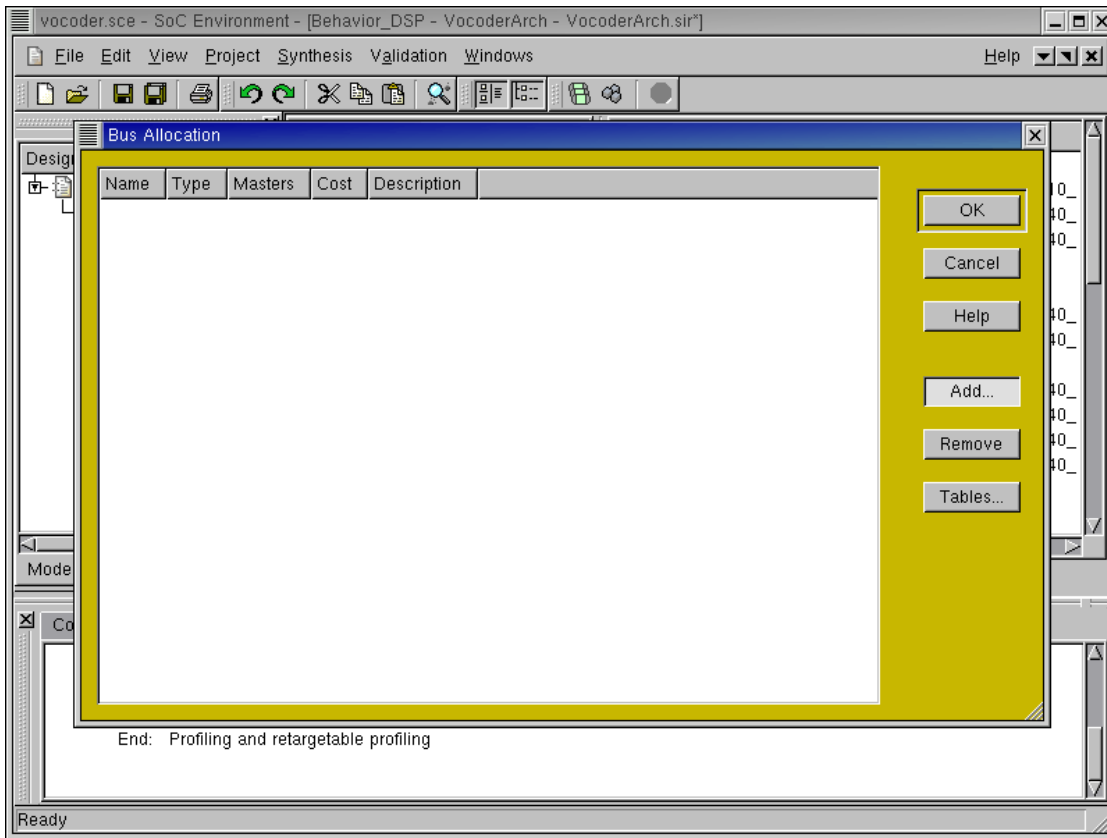 vocoder.sce - SoC Environment - [Behavior_DSP - VocoderArch - VocoderArch.sir*]
File Edit View Project Synthesis Validation Windows Help
Bus Allocation
Name Type Masters Cost Description
OK
Cancel
Help
Add...
Remove
Tables...
End: Profiling and retargetable profiling
Ready